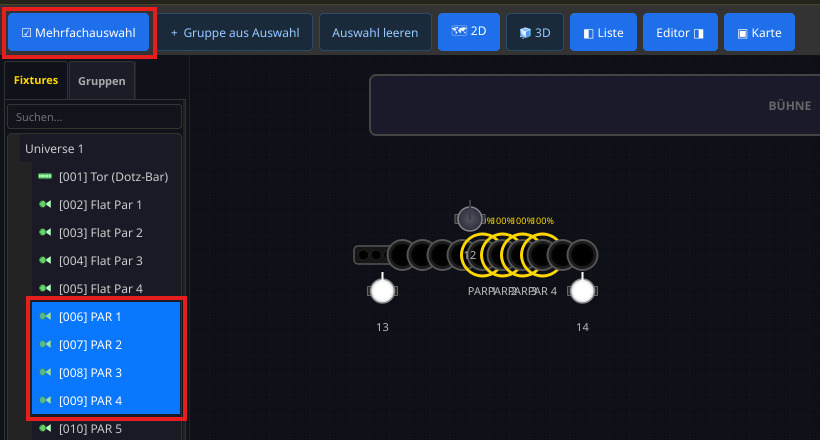 ☑ Mehrfachauswahl
+ Gruppe aus Auswahl
Auswahl leeren
2D
3D
Liste
Editor
Karte
Fixtures
Gruppen
Suchen...
Universe 1
[001] Tor (Dotz-Bar)
[002] Flat Par 1
[003] Flat Par 2
[004] Flat Par 3
[005] Flat Par 4
[006] PAR 1
[007] PAR 2
[008] PAR 3
[009] PAR 4
[010] PAR 5
BÜHNE
100%
12
PAR 4
13
14